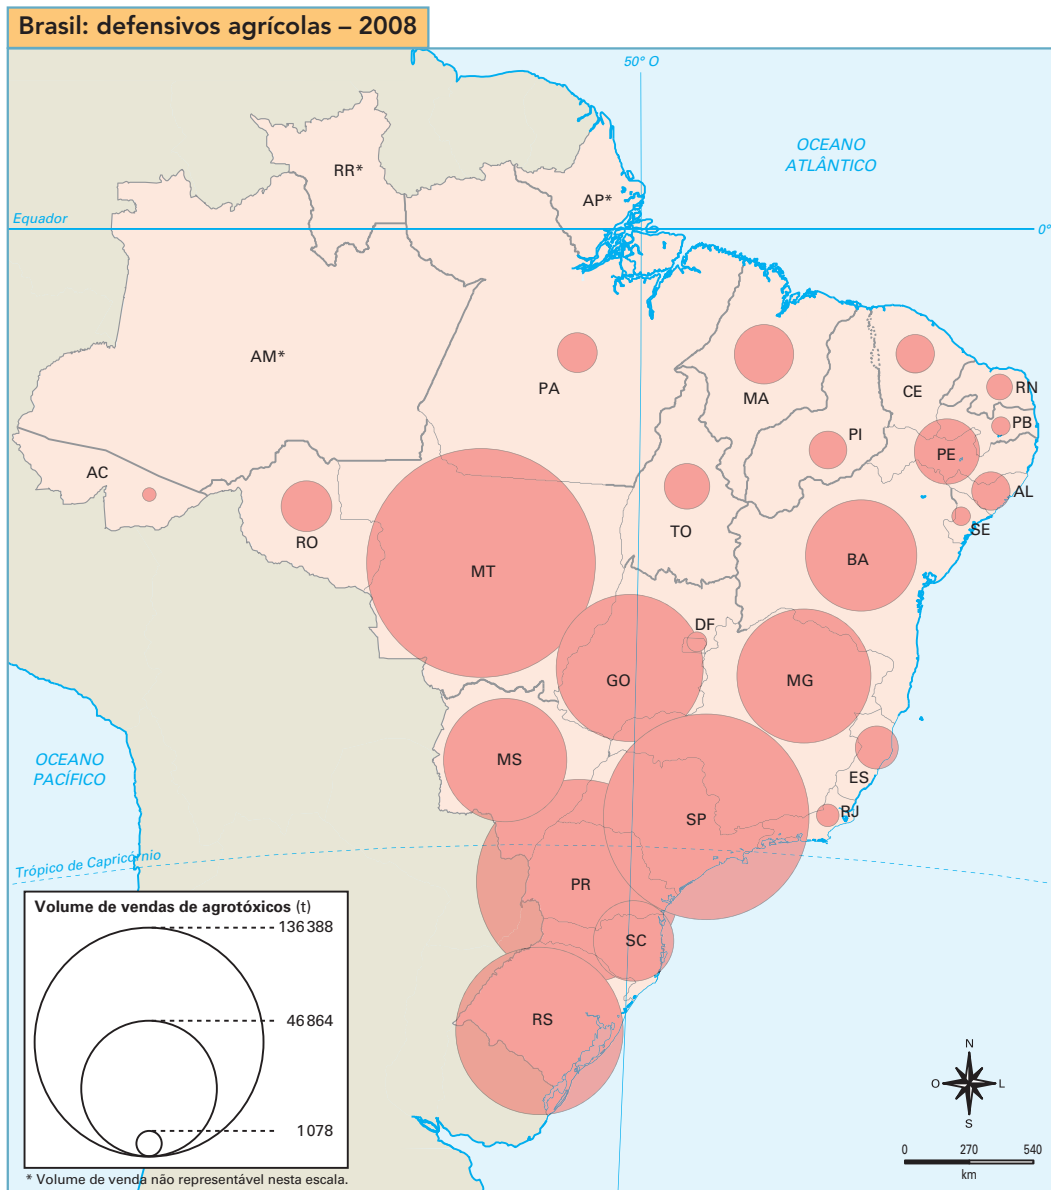 Brasil: defensivos agrícolas – 2008
50° O
OCEANO
ATLÂNTICO
RR*
AP*
Equador
0°
AM*
PA
MA
CE
RN
PB
PI
PE
AC
AL
RO
TO
SE
MT
BA
DF
GO
MG
OCEANO
PACÍFICO
MS
ES
SP
RJ
Trópico de Capricórnio
PR
SC
RS
Volume de vendas de agrotóxicos (t)
136 388
46 864
1 078
* Volume de venda não representável nesta escala.
N
O
L
S
0 270 540
km